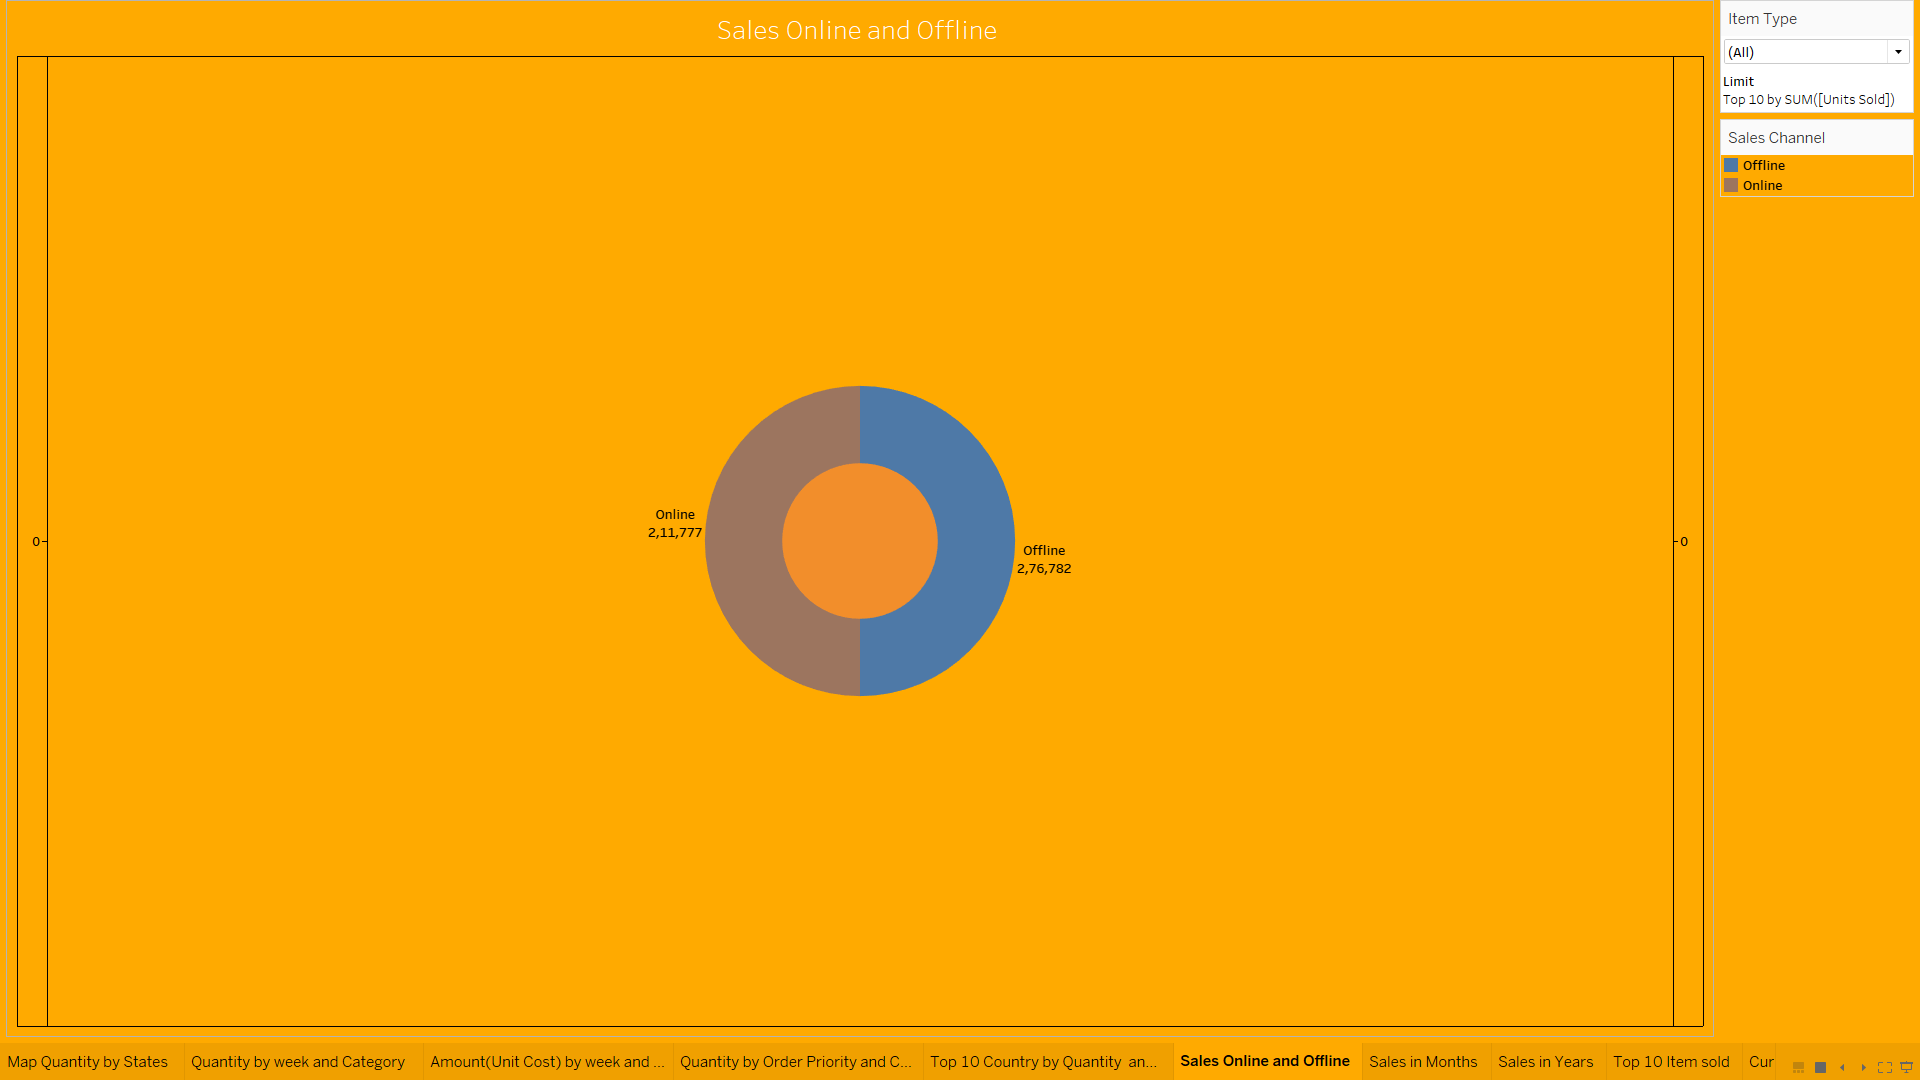 Sales Online and Offline
Item Type
(All)
Limit
Top 10 by SUM([Units Sold])
Sales Channel
Offline
Online
Online
2,11,777
Offline
2,76,782
0
0
Map Quantity by States
Quantity by week and Category
Amount(Unit Cost) by week and ...
Quantity by Order Priority and C...
Top 10 Country by Quantity  an...
Sales Online and Offline
Sales in Months
Sales in Years
Top 10 Item sold
Cur